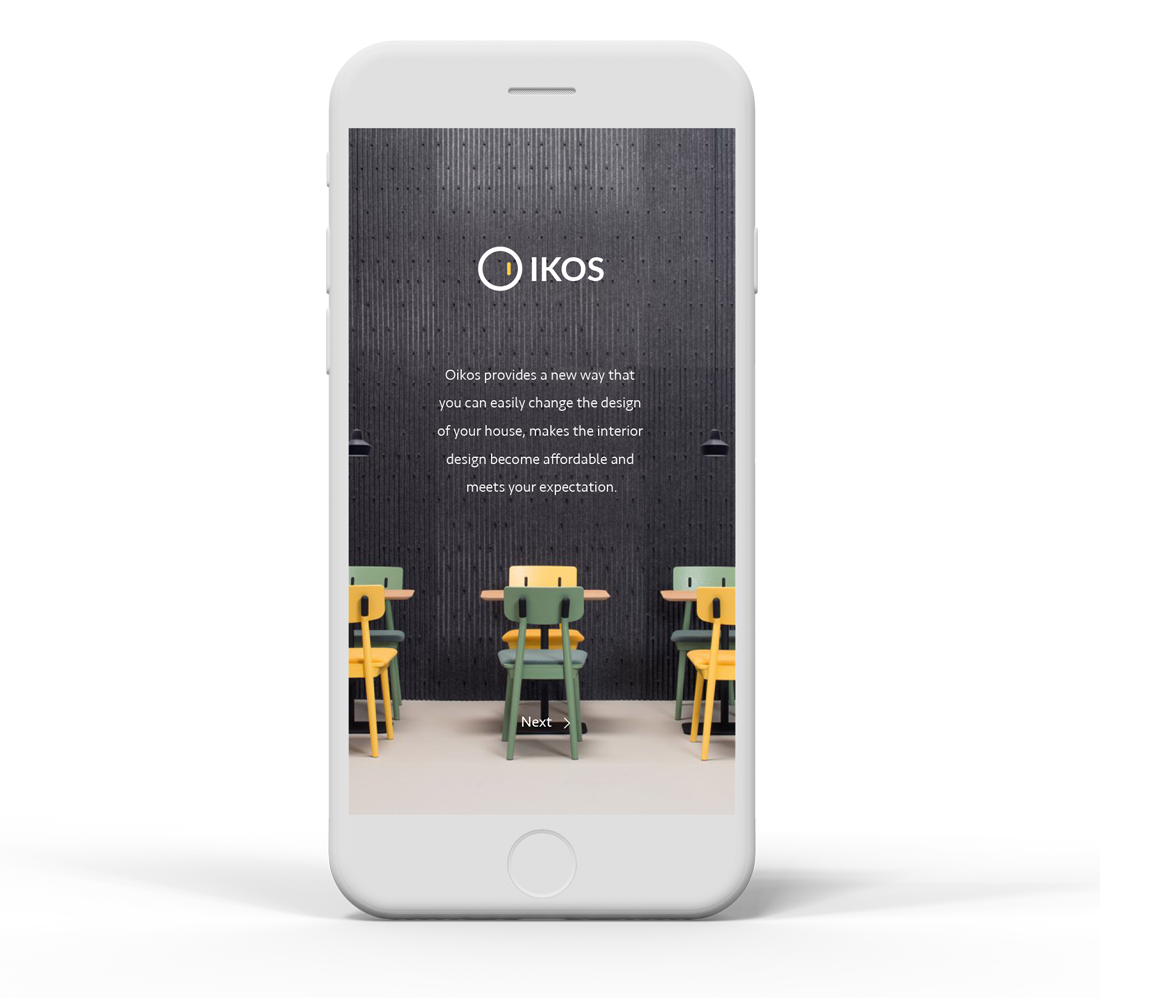 OIKOS
Oikos provides a new way that
you can easily change the design
of your house, makes the interior
design become affordable and
meets your expectation.
Next >